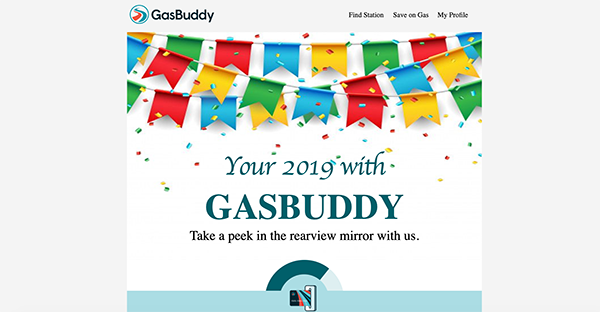 GasBuddy
Find Station Save on Gas My Profile
Your 2019 with
GASBUDDY
Take a peek in the rearview mirror with us.